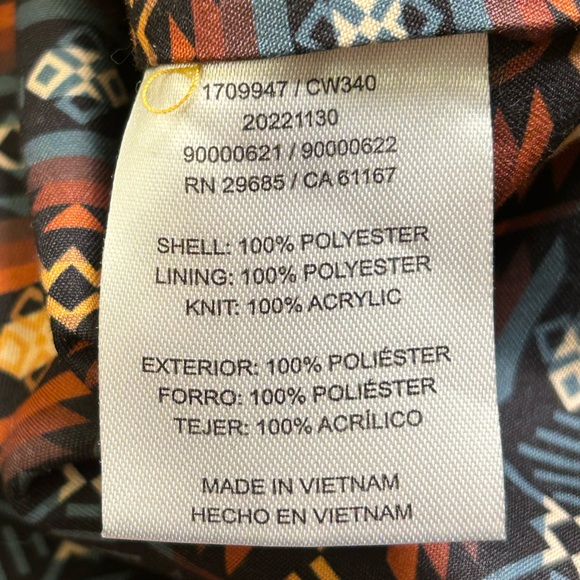 1709947 / CW340
20221130
90000621 / 90000622
RN 29685 / CA 61167
SHELL: 100% POLYESTER
LINING: 100% POLYESTER
KNIT: 100% ACRYLIC
EXTERIOR: 100% POLIÉSTER
FORRO: 100% POLIÉSTER
TEJER: 100% ACRÍLICO
MADE IN VIETNAM
HECHO EN VIETNAM